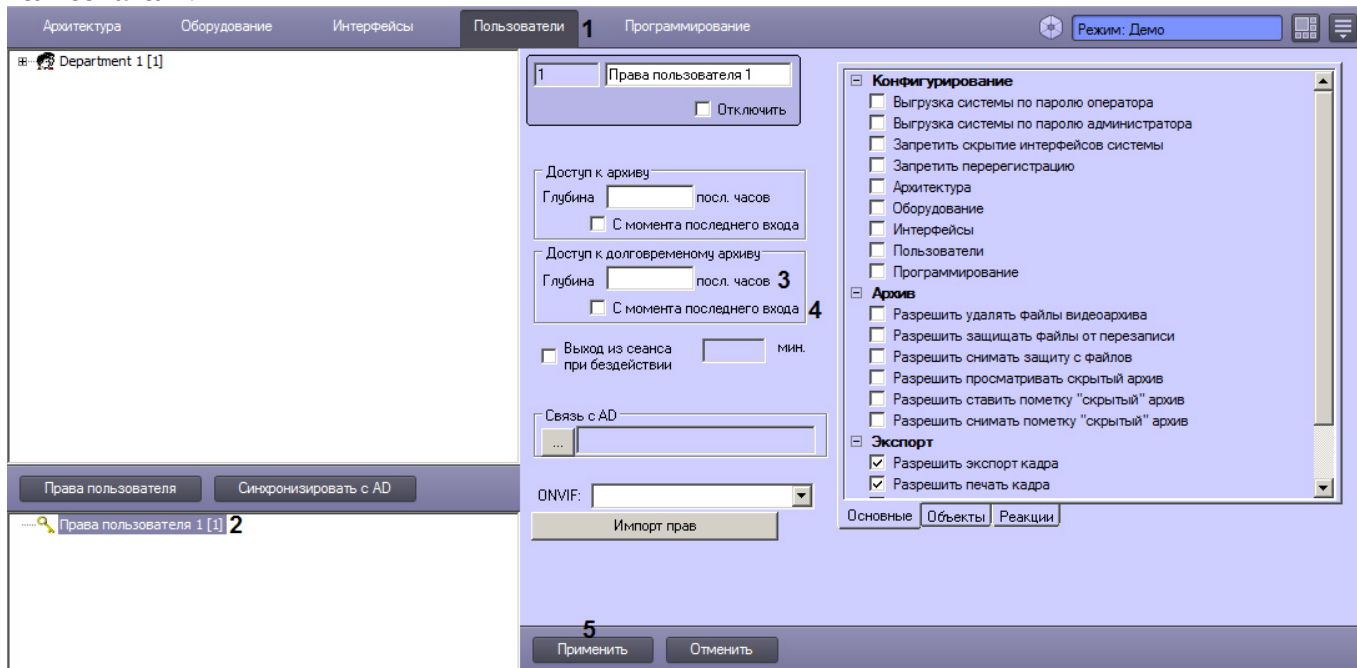 Архитектура Оборудование Интерфейсы Пользователи 1 Программирование Режим: Демо
Department 1 [1]
1 Права пользователя 1
Отключить
Доступ к архиву
Глубина посл. часов
С момента последнего входа
Доступ к долговременому архиву
Глубина посл. часов 3
С момента последнего входа 4
Выход из сеанса мин.
при бездействии
Связь с AD
...
ONVIF:
Импорт прав
Конфигурирование
Выгрузка системы по паролю оператора
Выгрузка системы по паролю администратора
Запретить скрытие интерфейсов системы
Запретить перерегистрацию
Архитектура
Оборудование
Интерфейсы
Пользователи
Программирование
Архив
Разрешить удалять файлы видеоархива
Разрешить защищать файлы от перезаписи
Разрешить снимать защиту с файлов
Разрешить просматривать скрытый архив
Разрешить ставить пометку "скрытый" архив
Разрешить снимать пометку "скрытый" архив
Экспорт
Разрешить экспорт кадра
Разрешить печать кадра
Основные Объекты Реакции
Права пользователя Синхронизировать с AD
Права пользователя 1 [1] 2
5
Применить Отменить